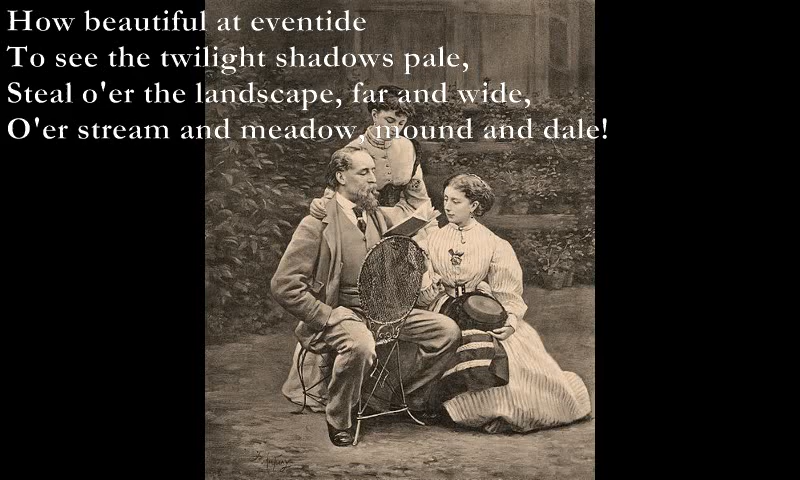 How beautiful at eventide
To see the twilight shadows pale,
Steal o'er the landscape, far and wide,
O'er stream and meadow, mound and dale!